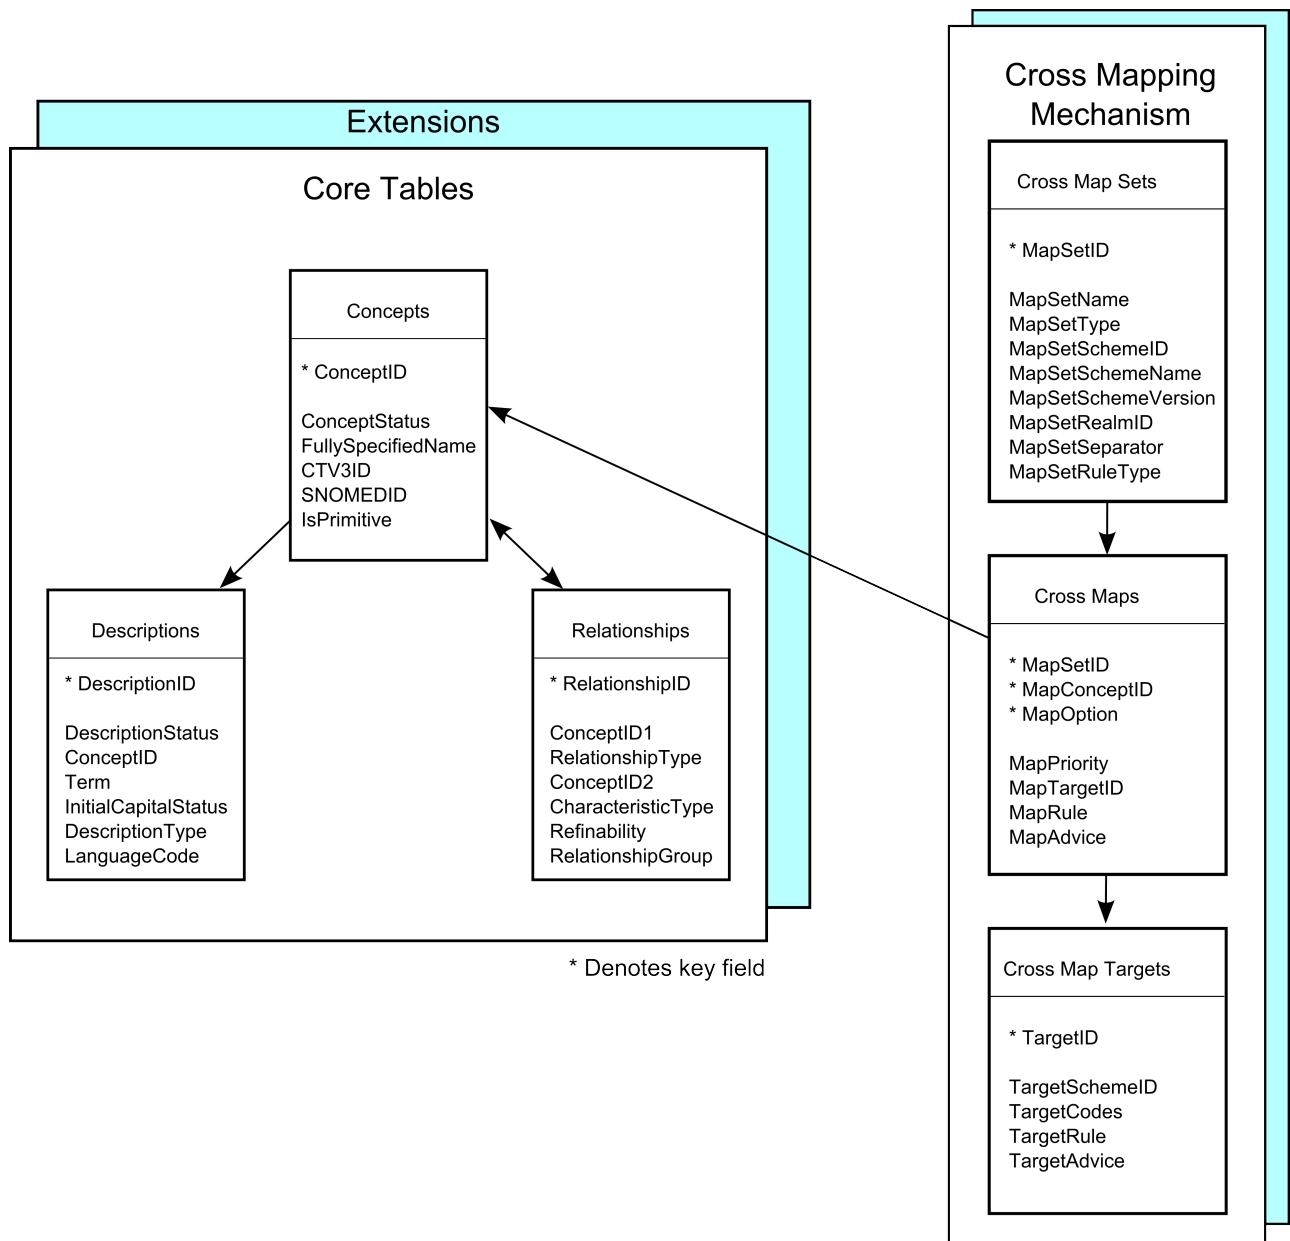 Extensions
Core Tables
Concepts
* ConceptID
ConceptStatus
FullySpecifiedName
CTV3ID
SNOMEDID
IsPrimitive
Descriptions
* DescriptionID
DescriptionStatus
ConceptID
Term
InitialCapitalStatus
DescriptionType
LanguageCode
Relationships
* RelationshipID
ConceptID1
RelationshipType
ConceptID2
CharacteristicType
Refinability
RelationshipGroup
* Denotes key field
Cross Mapping
Mechanism
Cross Map Sets
* MapSetID
MapSetName
MapSetType
MapSetSchemeID
MapSetSchemeName
MapSetSchemeVersion
MapSetRealmID
MapSetSeparator
MapSetRuleType
Cross Maps
* MapSetID
* MapConceptID
* MapOption
MapPriority
MapTargetID
MapRule
MapAdvice
Cross Map Targets
* TargetID
TargetSchemeID
TargetCodes
TargetRule
TargetAdvice